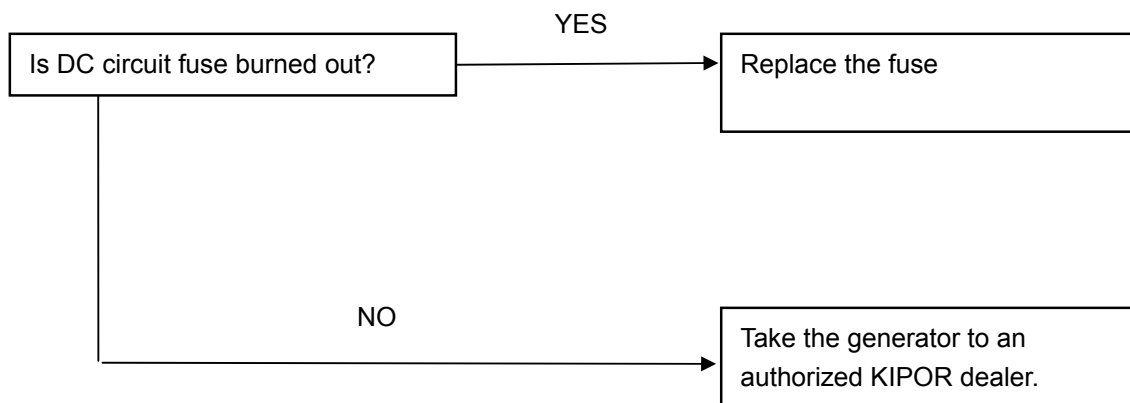 YES
Is DC circuit fuse burned out?
Replace the fuse
NO
Take the generator to an
authorized KIPOR dealer.